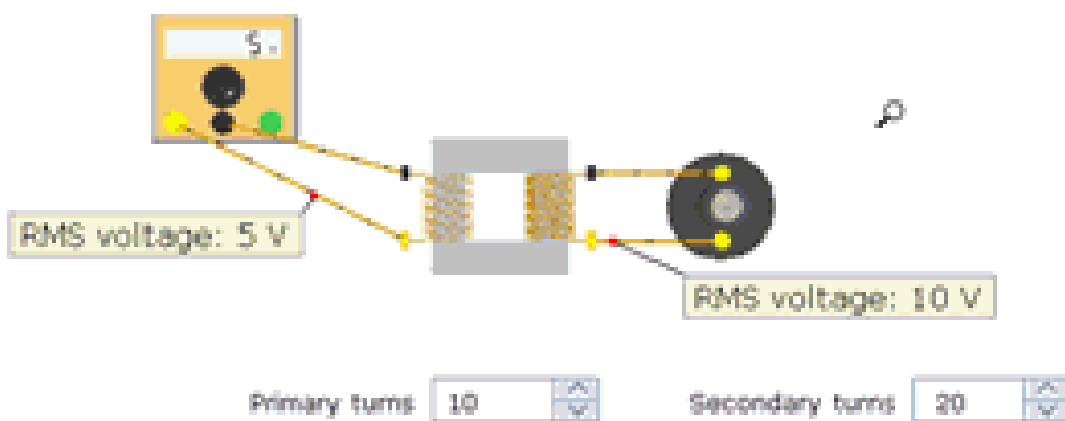 5
RMS voltage: 5 V
RMS voltage: 10 V
Primary turns 10
Secondary turns 20